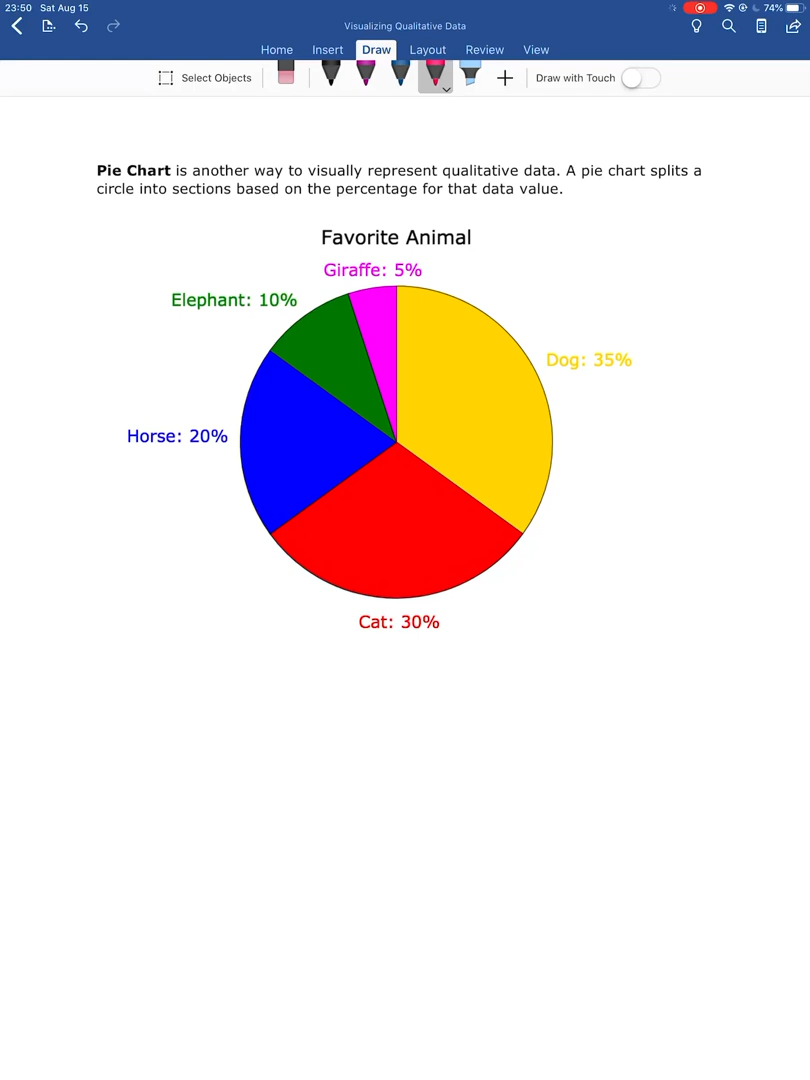 23:50 Sat Aug 15
74%
Visualizing Qualitative Data
Home Insert Draw Layout Review View
Select Objects
Draw with Touch
Pie Chart is another way to visually represent qualitative data. A pie chart splits a
circle into sections based on the percentage for that data value.
Favorite Animal
Giraffe: 5%
Elephant: 10%
Dog: 35%
Horse: 20%
Cat: 30%